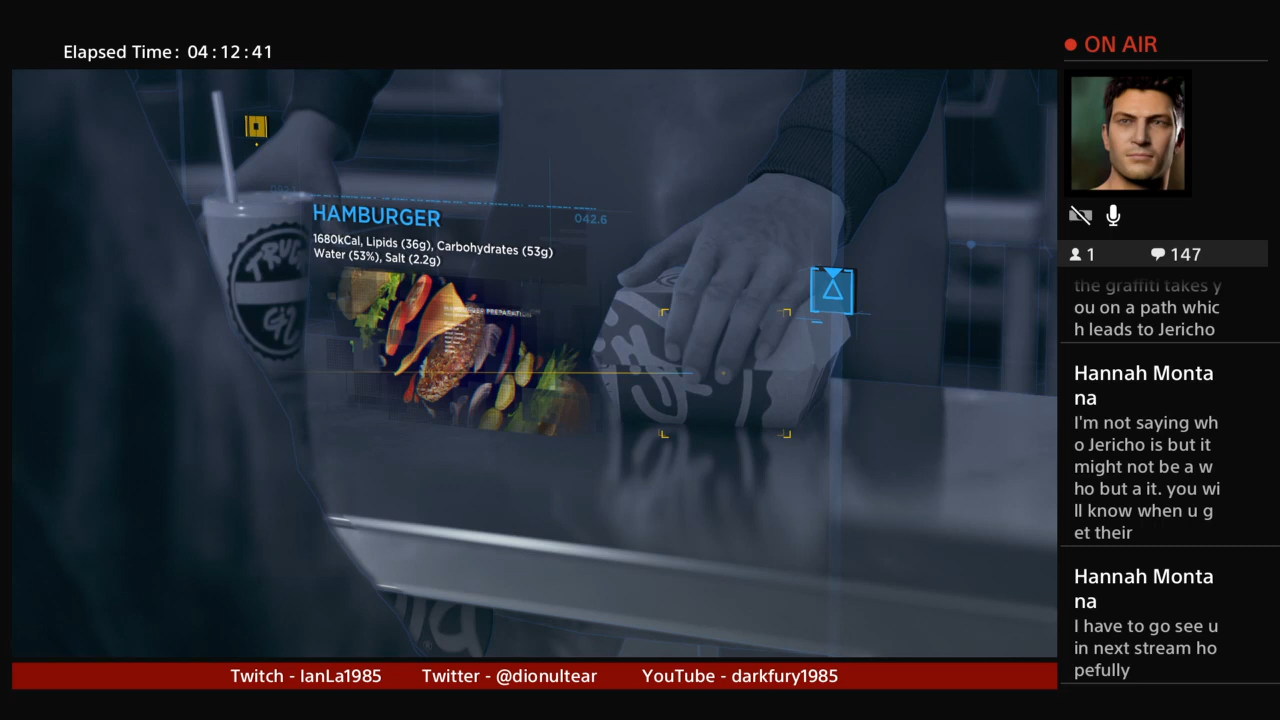 Elapsed Time: 04:12:41
ON AIR
1
147
the graffiti takes y
ou on a path whic
h leads to Jericho
Hannah Monta
na
I'm not saying wh
o Jericho is but it
might not be a w
ho but a it. you wi
ll know when u g
et their
Hannah Monta
na
I have to go see u
in next stream ho
pefully
HAMBURGER
042.6
1680kCal, Lipids (36g), Carbohydrates (53g)
Water (53%), Salt (2.2g)
PREPARATION
Twitch - IanLa1985 Twitter - @dionultear YouTube - darkfury1985